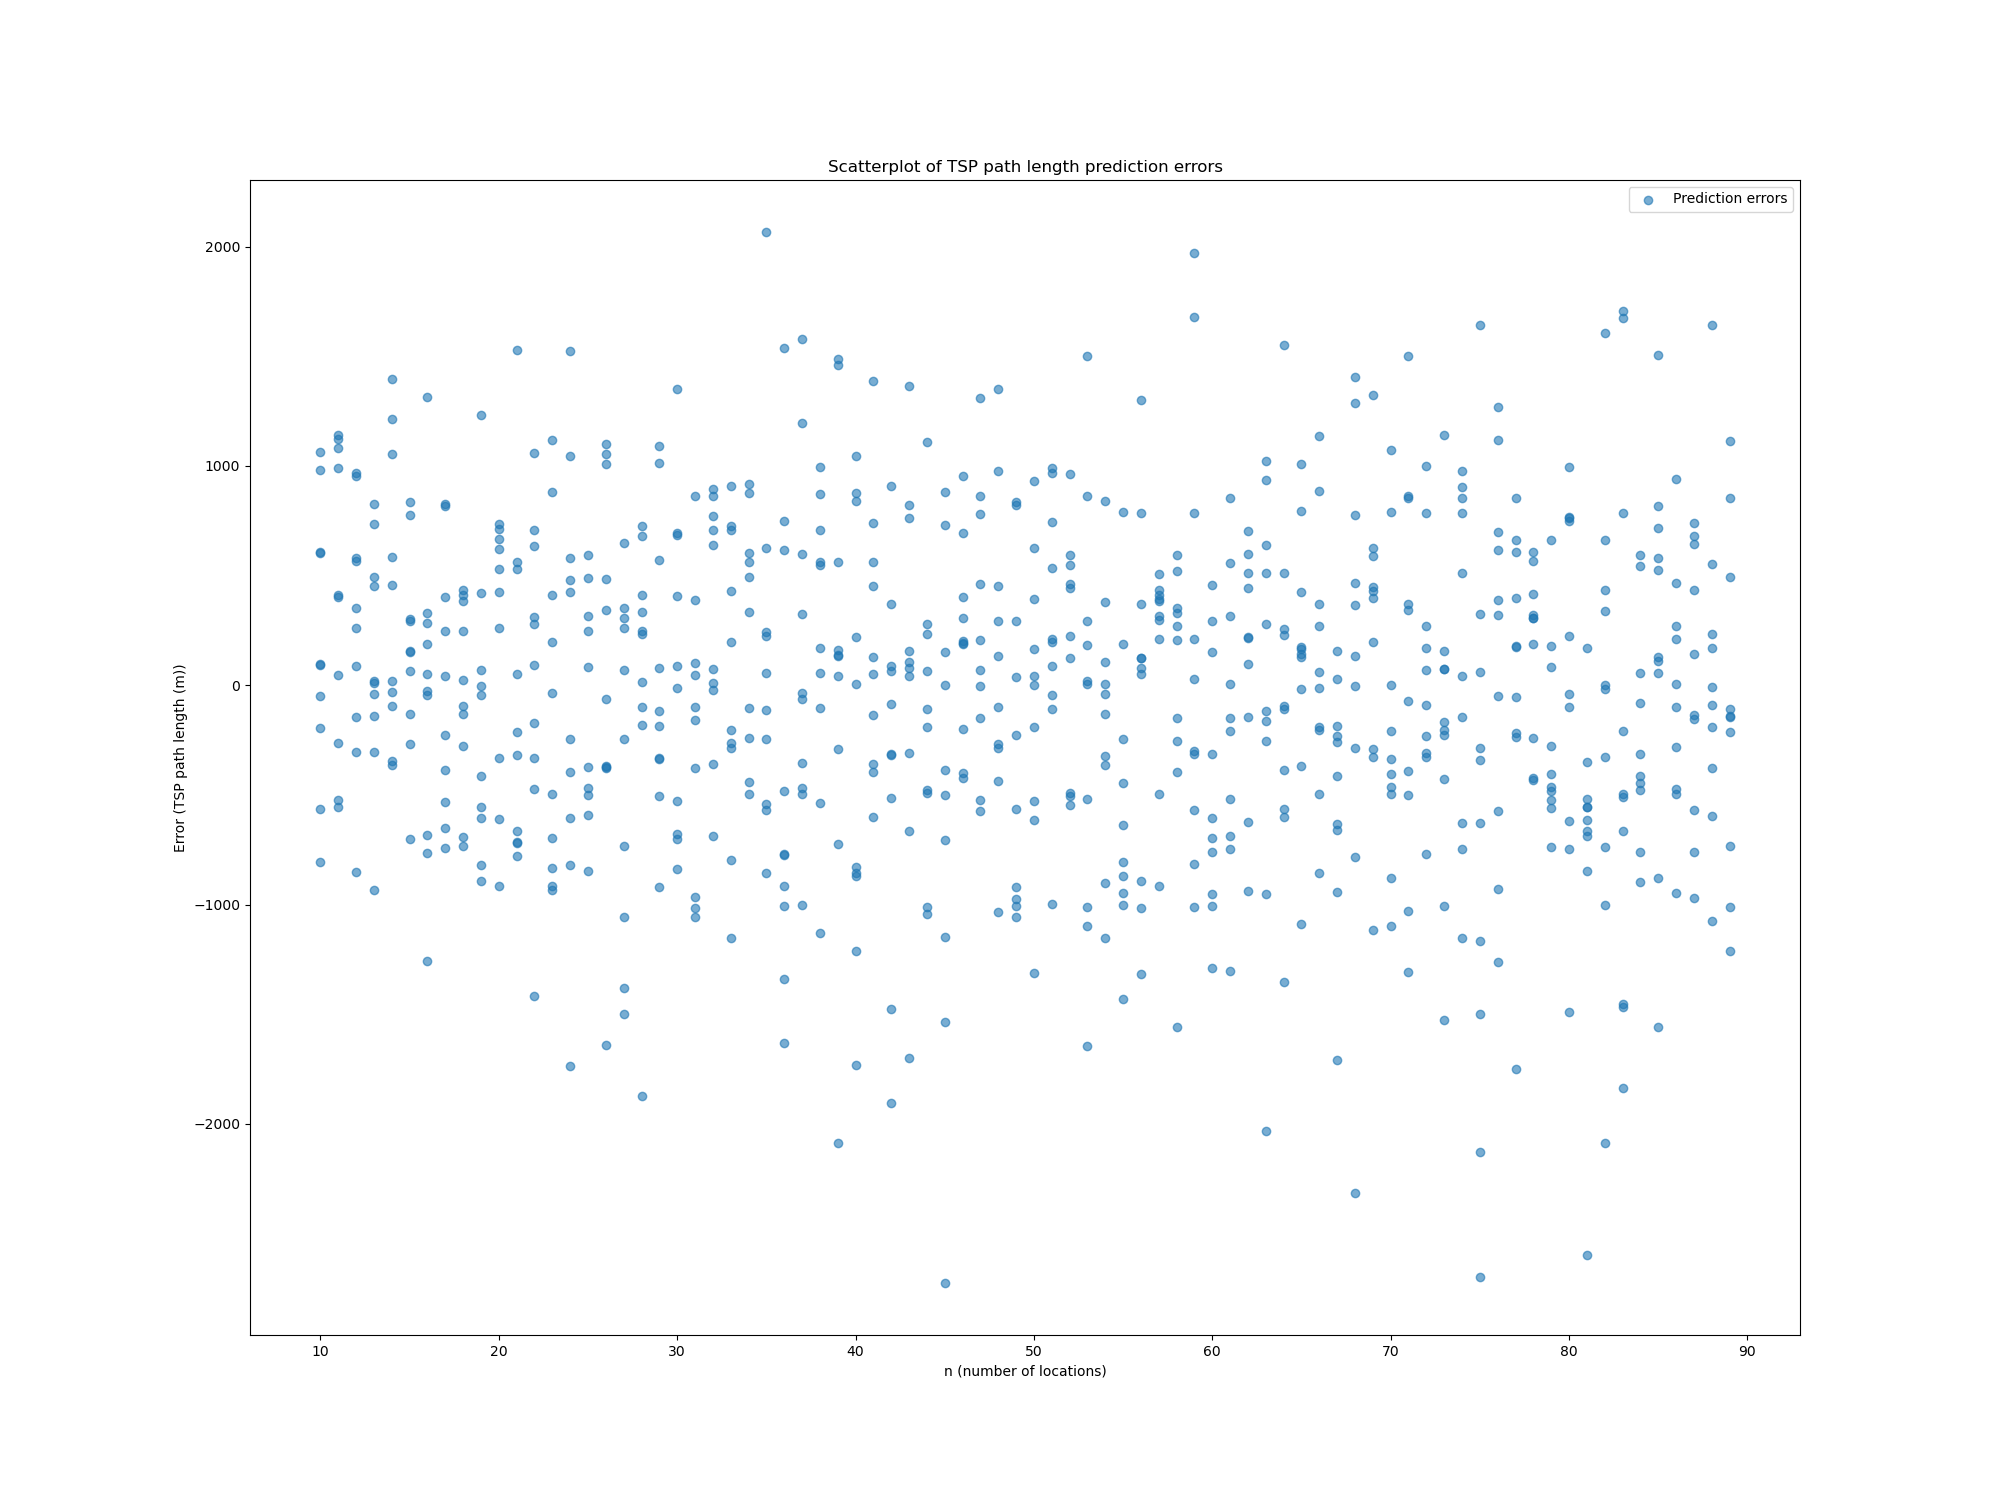 Scatterplot of TSP path length prediction errors
Prediction errors
2000
1000
0
−1000
−2000
Error (TSP path length (m))
10 20 30 40 50 60 70 80 90
n (number of locations)